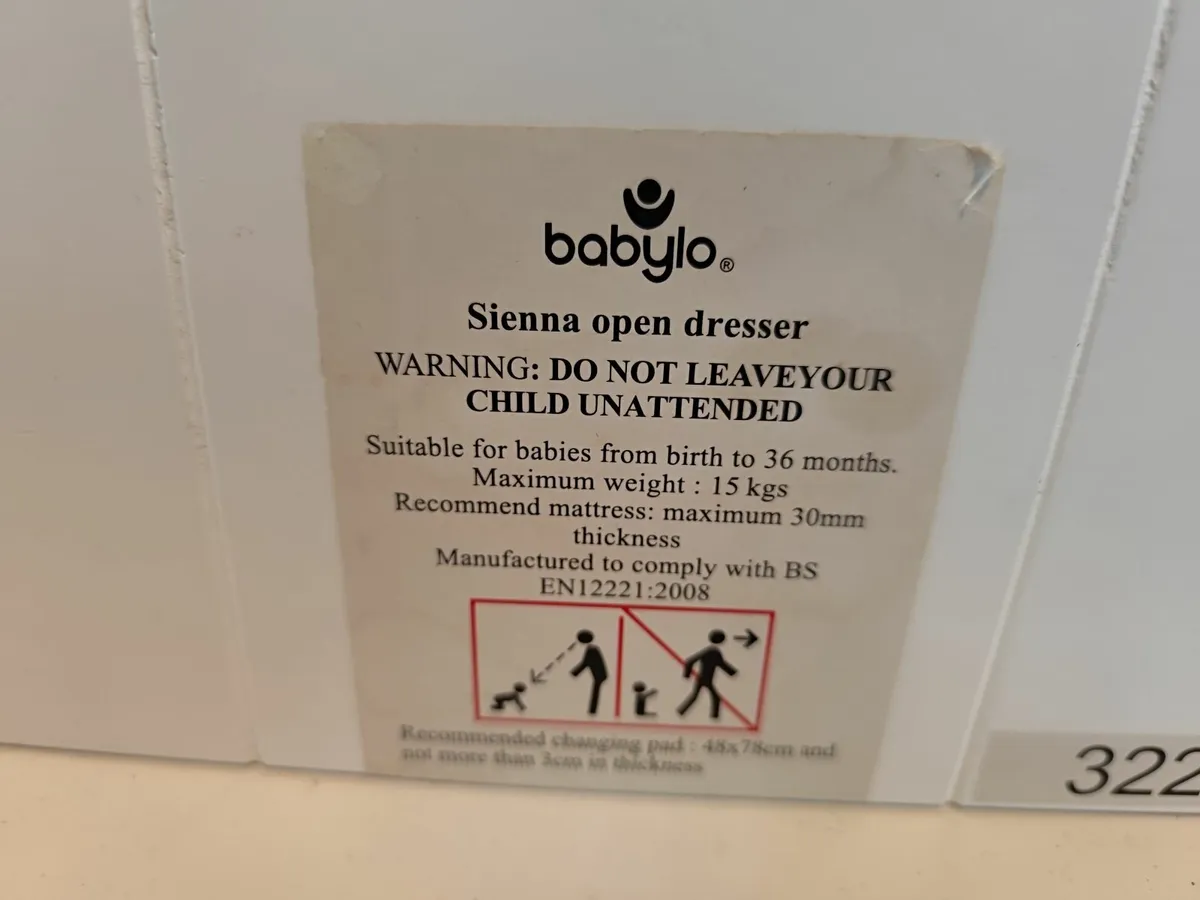 babylo®
Sienna open dresser
WARNING: DO NOT LEAVEYOUR
CHILD UNATTENDED
Suitable for babies from birth to 36 months.
Maximum weight : 15 kgs
Recommend mattress: maximum 30mm
thickness
Manufactured to comply with BS
EN12221:2008
Recommended changing pad : 48x78cm and
not more than 3cm in thickness
322